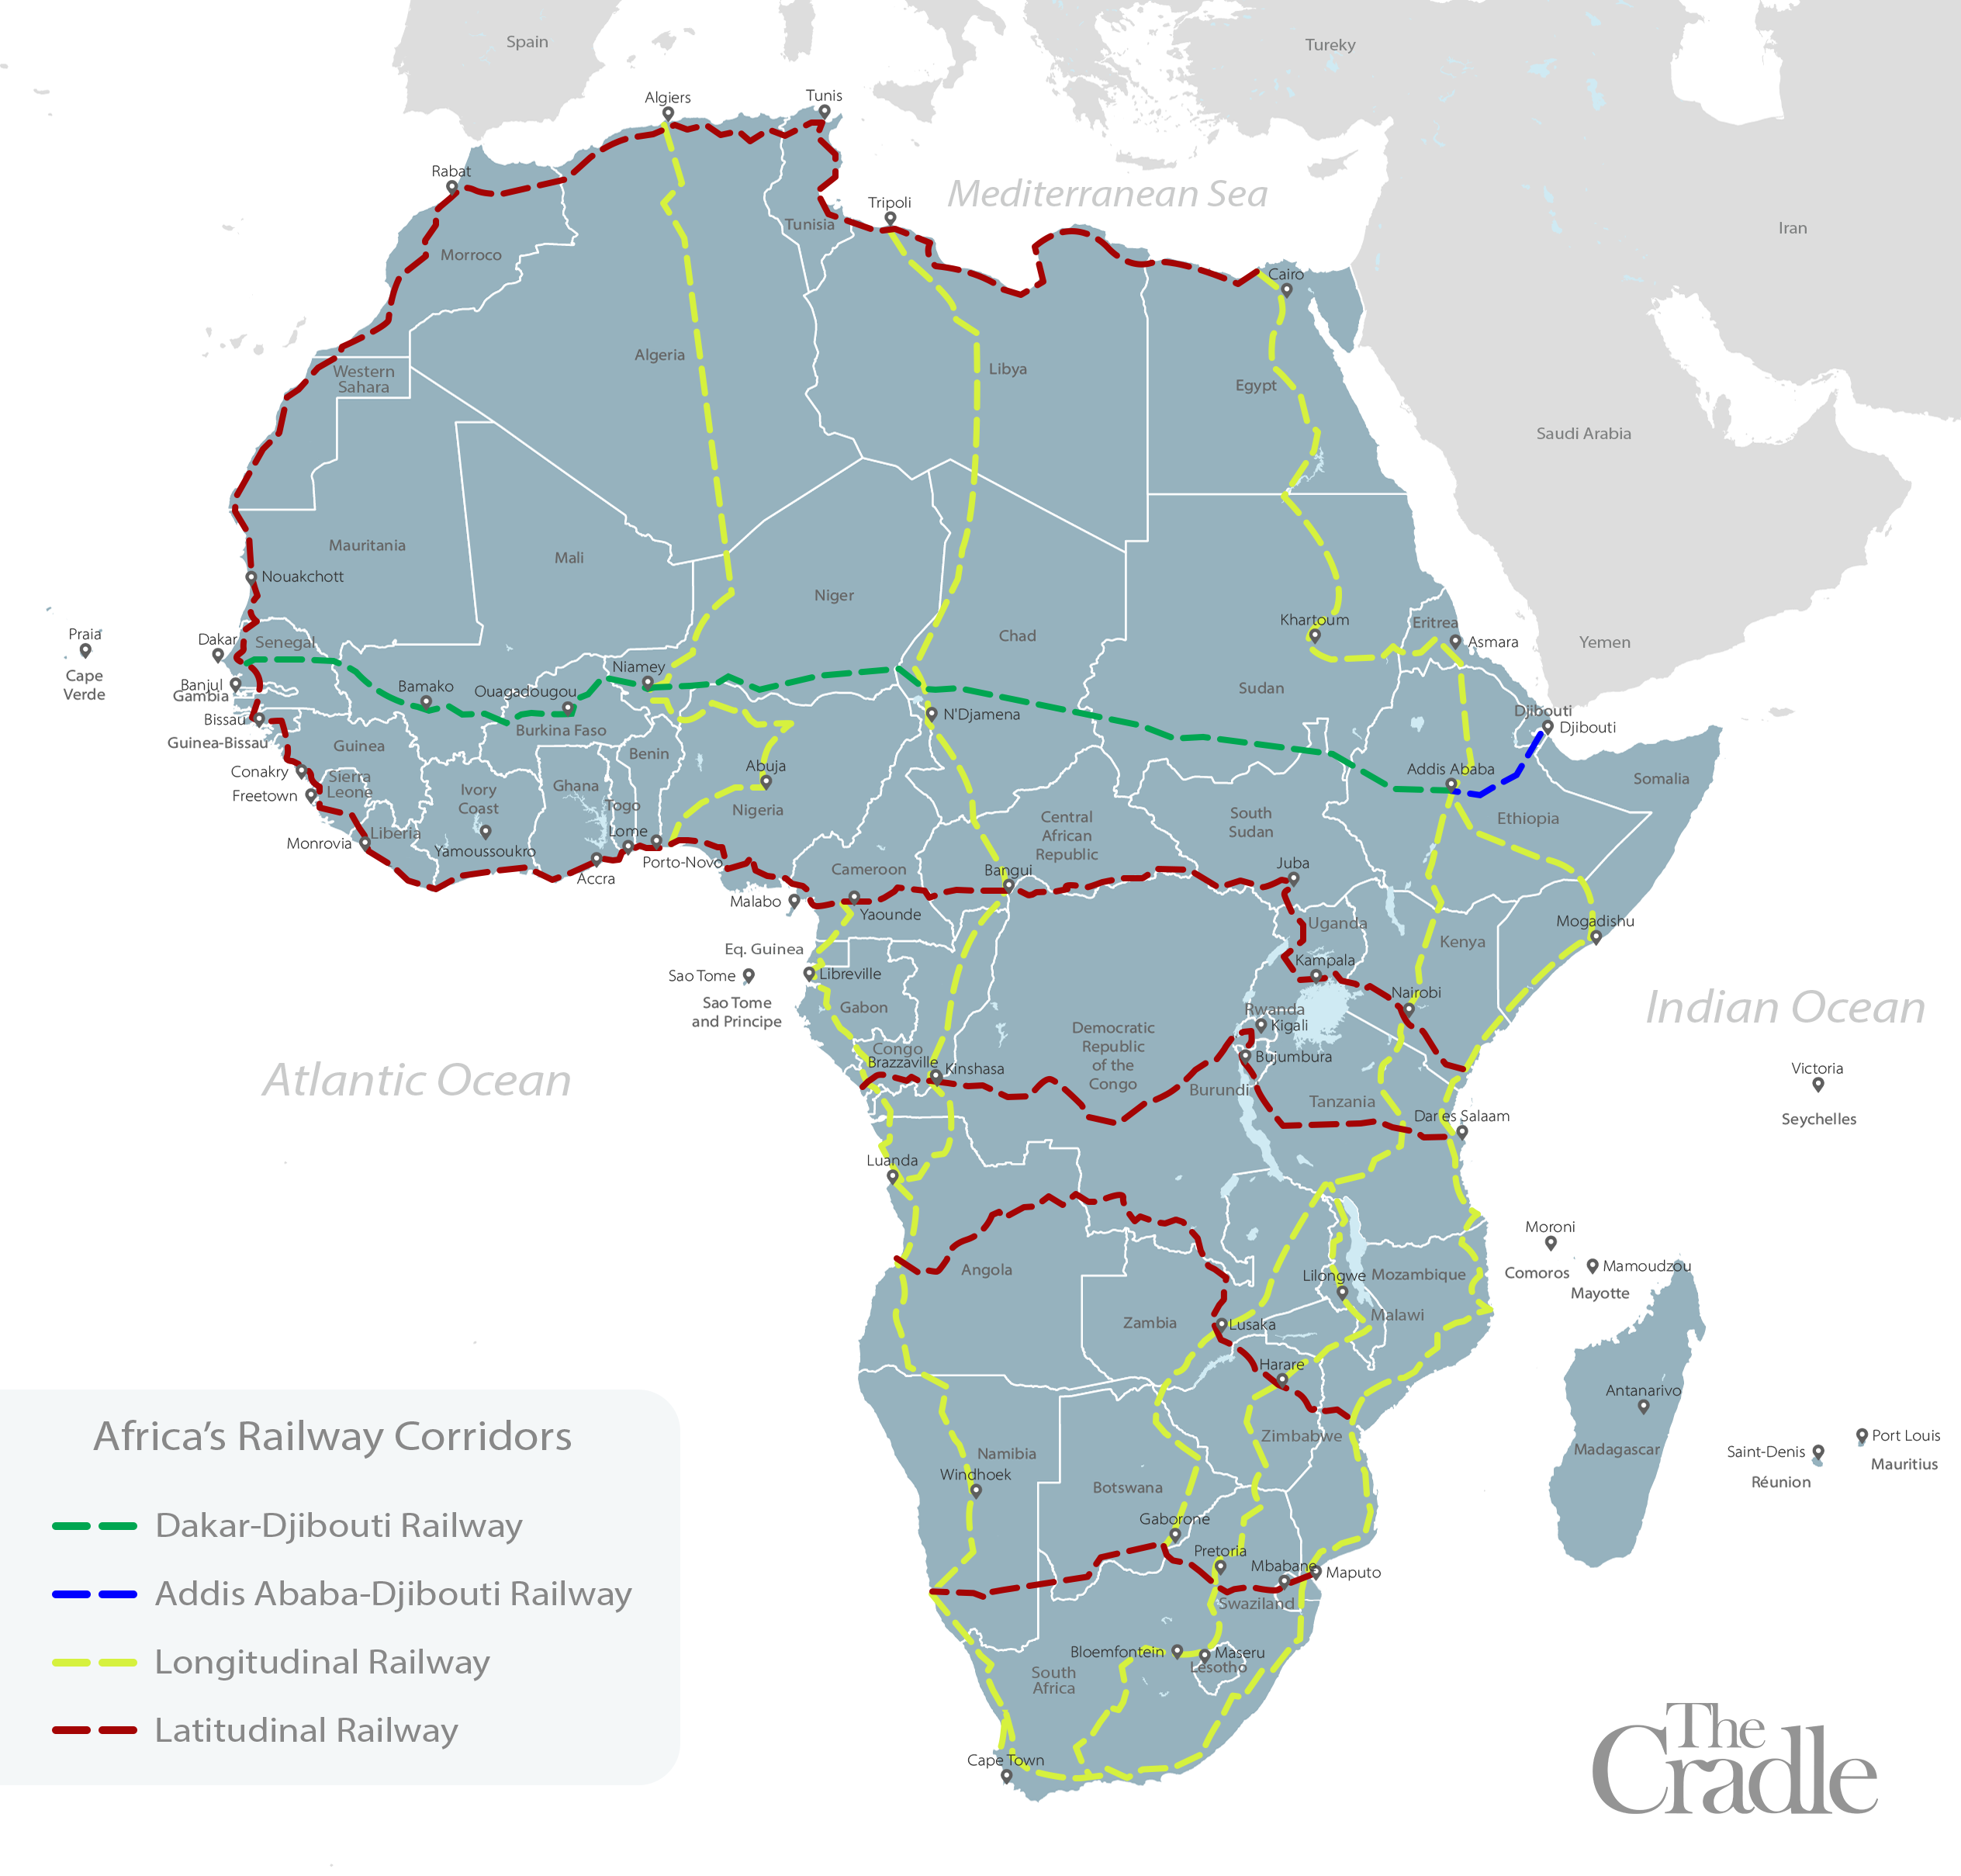 Spain
Tureky
Algiers
Tunis
Rabat
Mediterranean Sea
Tripoli
Tunisia
Iran
Morroco
Cairo
Algeria
Libya
Western
Sahara
Egypt
Saudi Arabia
Mauritania
Mali
Nouakchott
Niger
Khartoum
Eritrea
Praia
Dakar
Senegal
Chad
Asmara
Yemen
Cape
Verde
Niamey
Banjul
Gambia
Bamako
Ouagadougou
Sudan
Bissau
N'Djamena
Djibouti
Djibouti
Burkina Faso
Guinea-Bissau
Guinea
Benin
Conakry
Sierra
Leone
Abuja
Addis Ababa
Somalia
Freetown
Ivory
Coast
Ghana
Togo
Nigeria
Central
African
Republic
South
Sudan
Ethiopia
Monrovia
Liberia
Yamoussoukro
Lome
Porto-Novo
Accra
Cameroon
Bangui
Juba
Malabo
Yaounde
Uganda
Mogadishu
Eq. Guinea
Kenya
Sao Tome
Libreville
Kampala
Nairobi
Sao Tome
and Principe
Gabon
Rwanda
Kigali
Indian Ocean
Democratic
Republic
of the
Congo
Congo
Brazzaville
Kinshasa
Bujumbura
Atlantic Ocean
Burundi
Tanzania
Victoria
Dar es Salaam
Seychelles
Luanda
Moroni
Angola
Lilongwe
Mozambique
Comoros
Mamoudzou
Mayotte
Zambia
Lusaka
Malawi
Harare
Antanarivo
Zimbabwe
Madagascar
Port Louis
Saint-Denis
Mauritius
Réunion
Namibia
Windhoek
Botswana
Gaborone
Pretoria
Mbabane
Maputo
Swaziland
Bloemfontein
Maseru
Lesotho
South
Africa
Cape Town
Africa's Railway Corridors
Dakar-Djibouti Railway
Addis Ababa-Djibouti Railway
Longitudinal Railway
Latitudinal Railway
The
Cradle